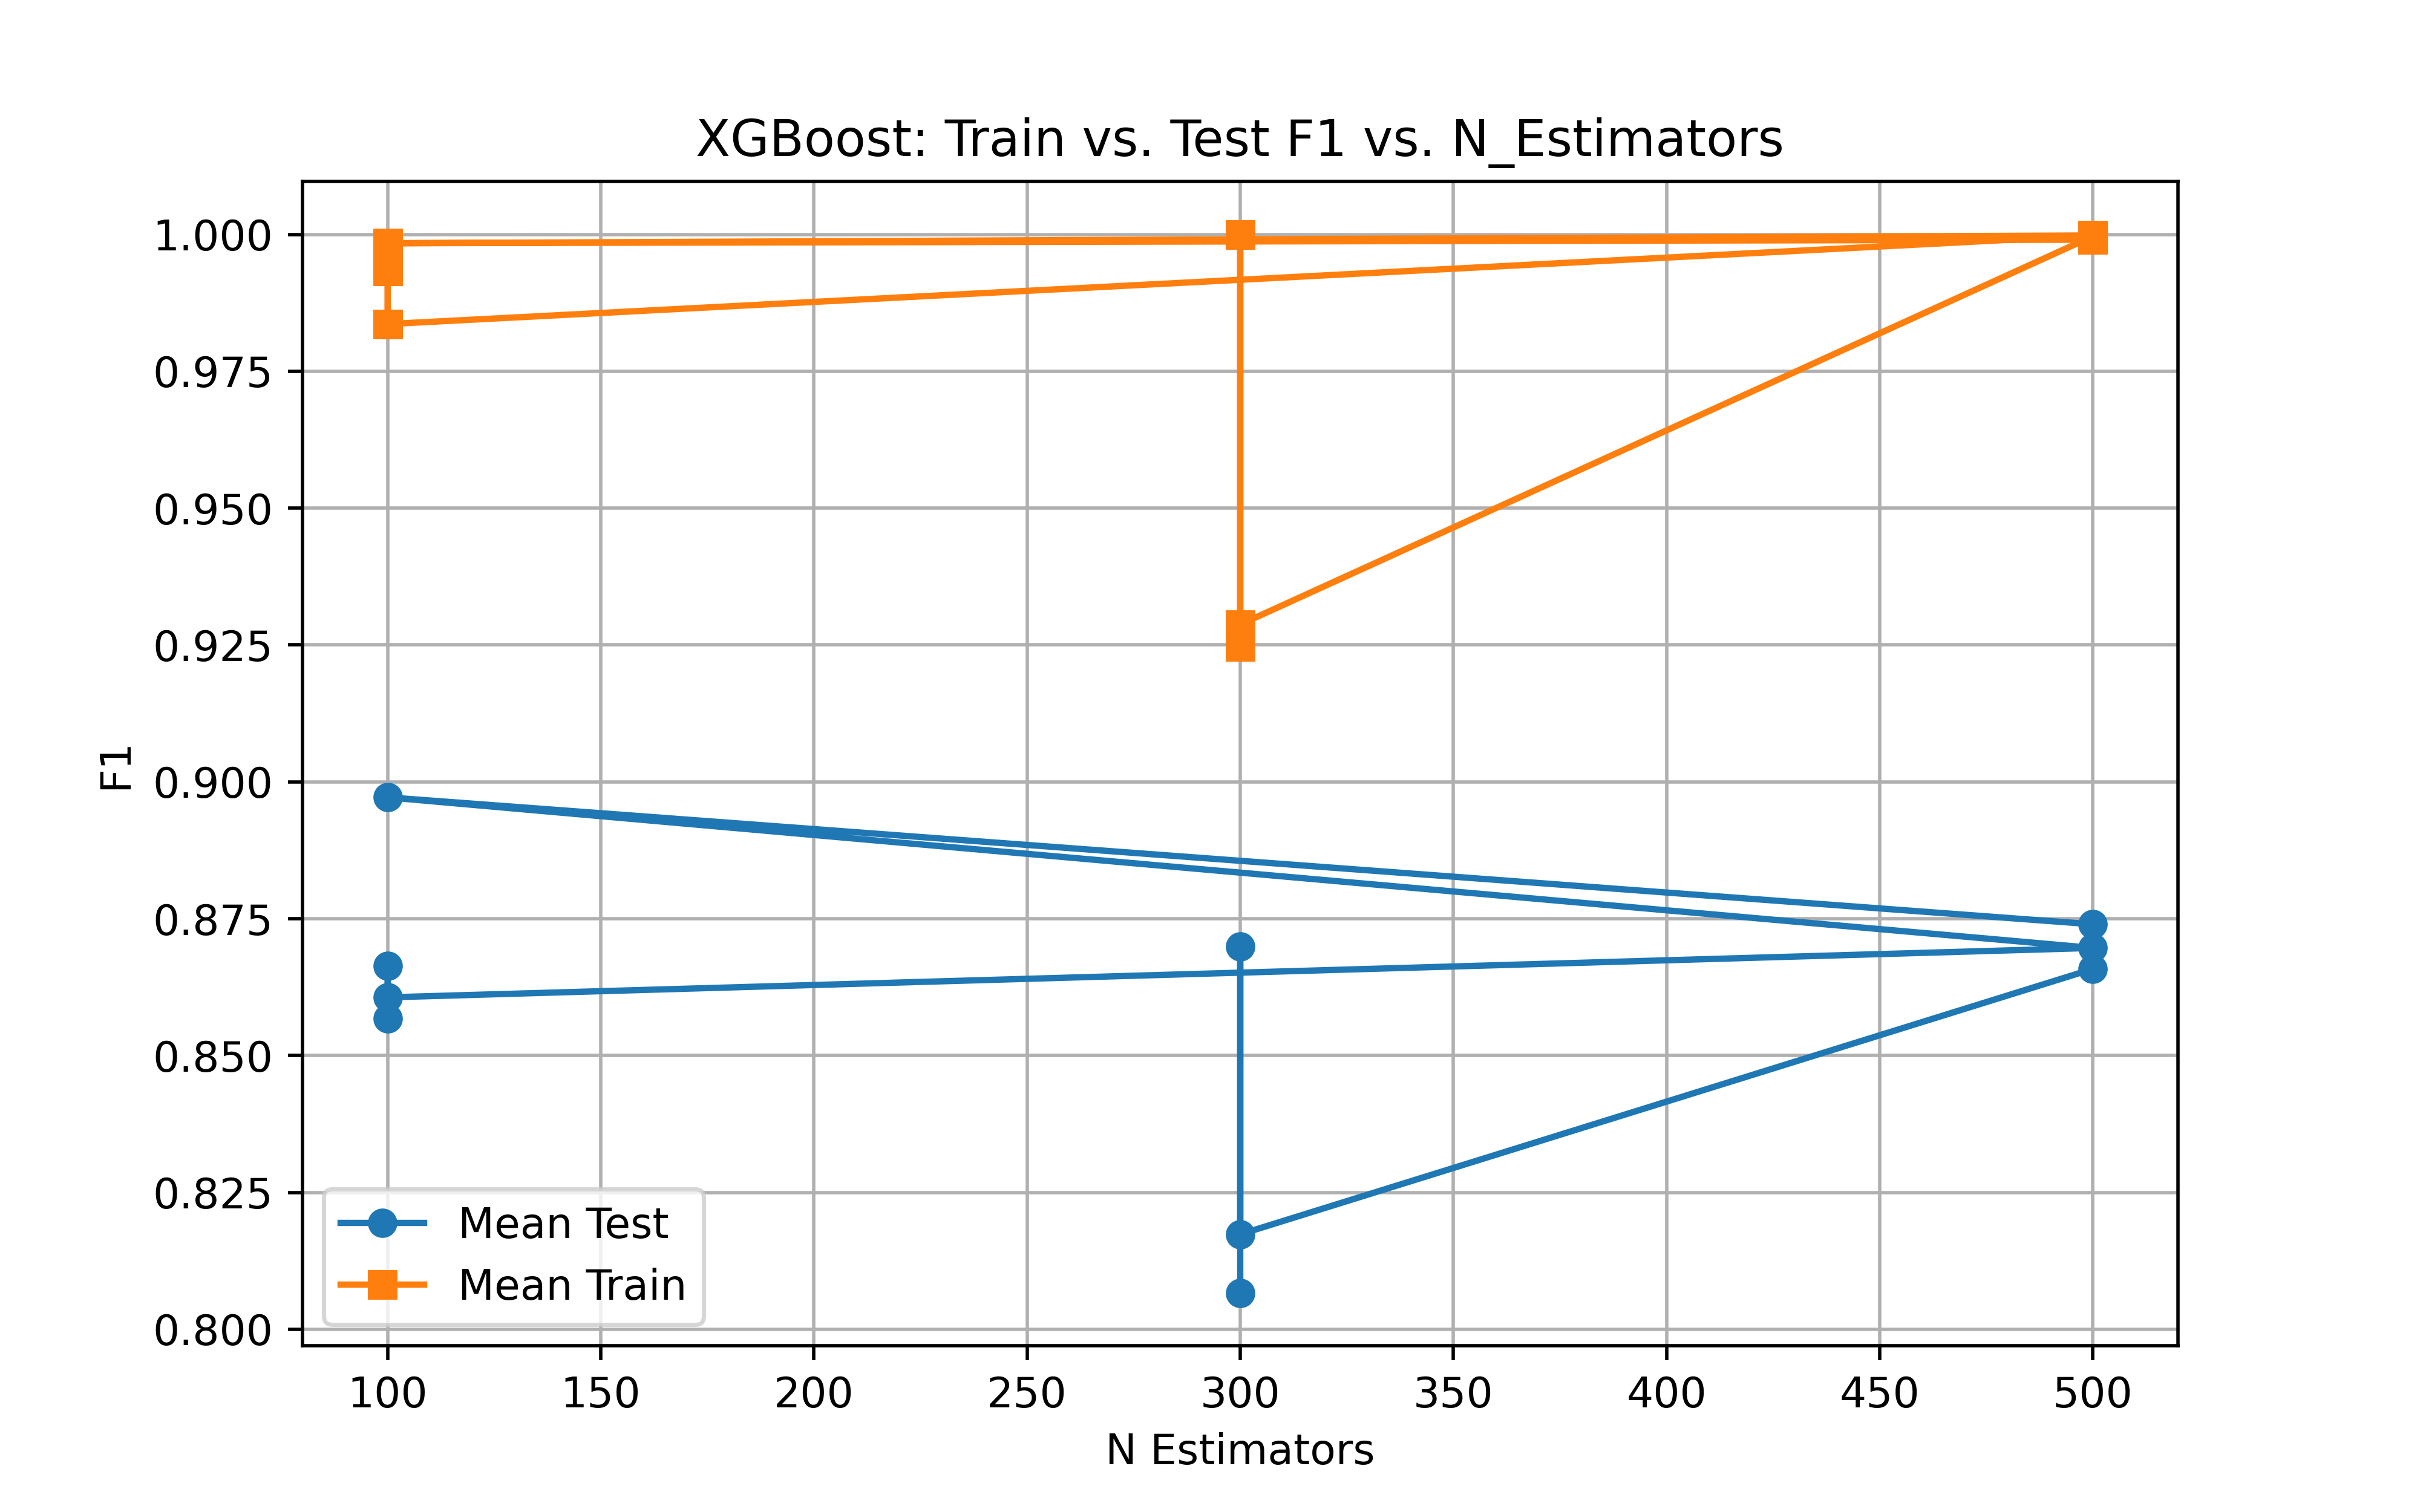 XGBoost: Train vs. Test F1 vs. N_Estimators
1.000
0.975
0.950
0.925
0.900
0.875
0.850
0.825
0.800
F1
Mean Test
Mean Train
100 150 200 250 300 350 400 450 500
N Estimators